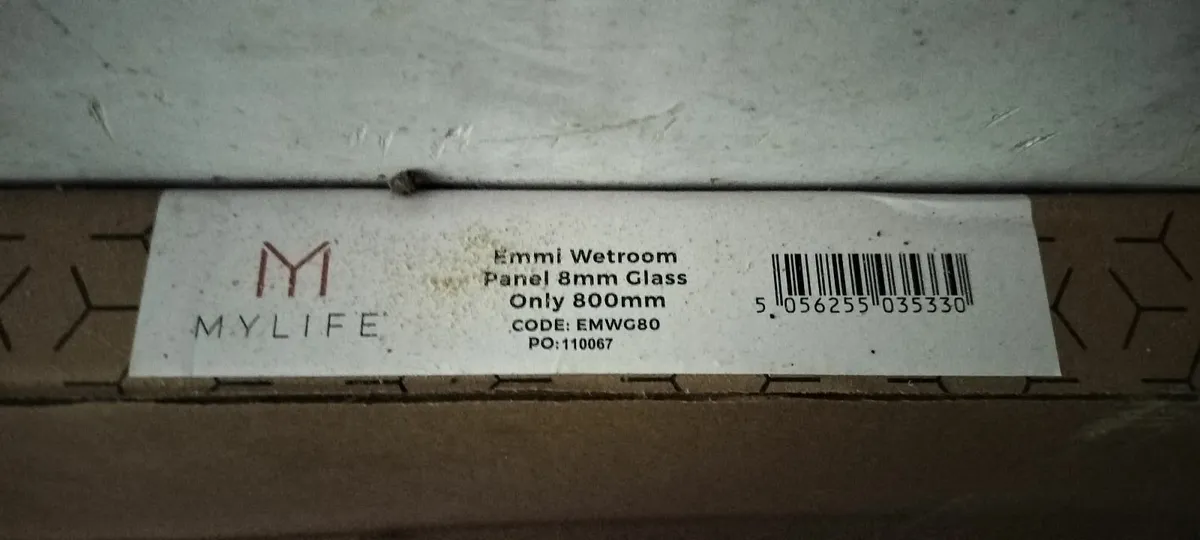 MYLIFE
Emmi Wetroom
Panel 8mm Glass
Only 800mm
CODE: EMWG80
PO:110067
5 056255 035330